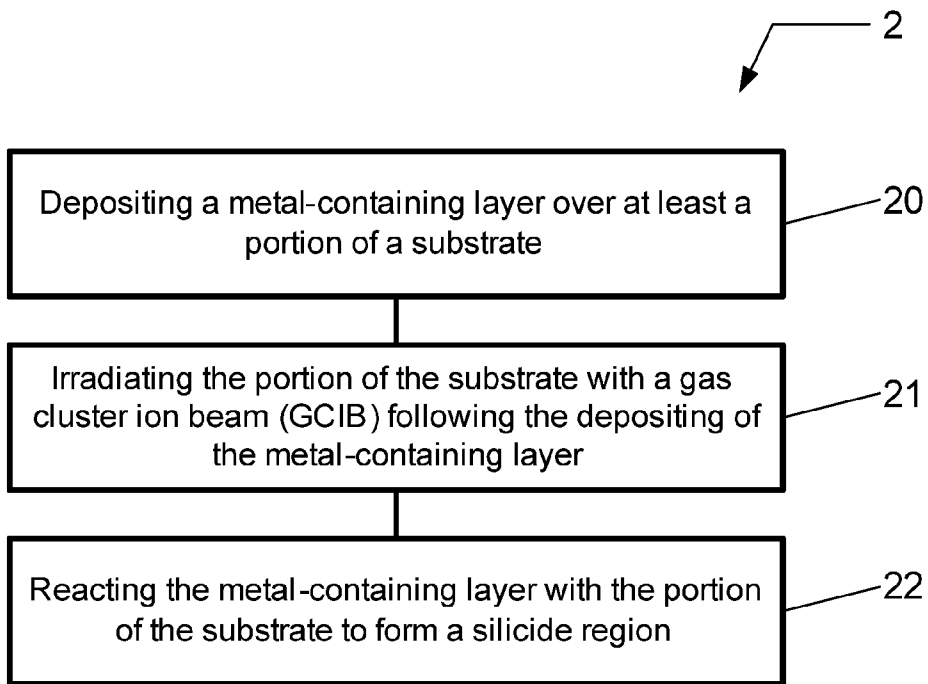 2
Depositing a metal-containing layer over at least a
portion of a substrate
20
Irradiating the portion of the substrate with a gas
cluster ion beam (GCIB) following the depositing of
the metal-containing layer
21
Reacting the metal-containing layer with the portion
of the substrate to form a silicide region
22